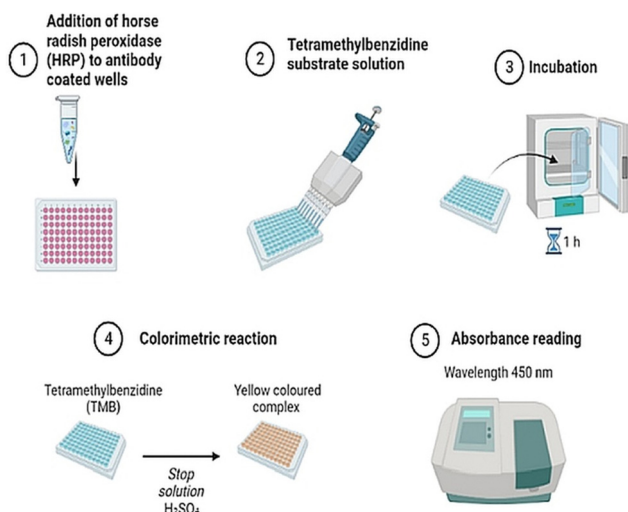 1
Addition of horse
radish peroxidase
(HRP) to antibody
coated wells
2
Tetramethylbenzidine
substrate solution
3
Incubation
1 h
4
Colorimetric reaction
Tetramethylbenzidine
(TMB)
Stop
solution
H₂SO₄
Yellow coloured
complex
5
Absorbance reading
Wavelength 450 nm